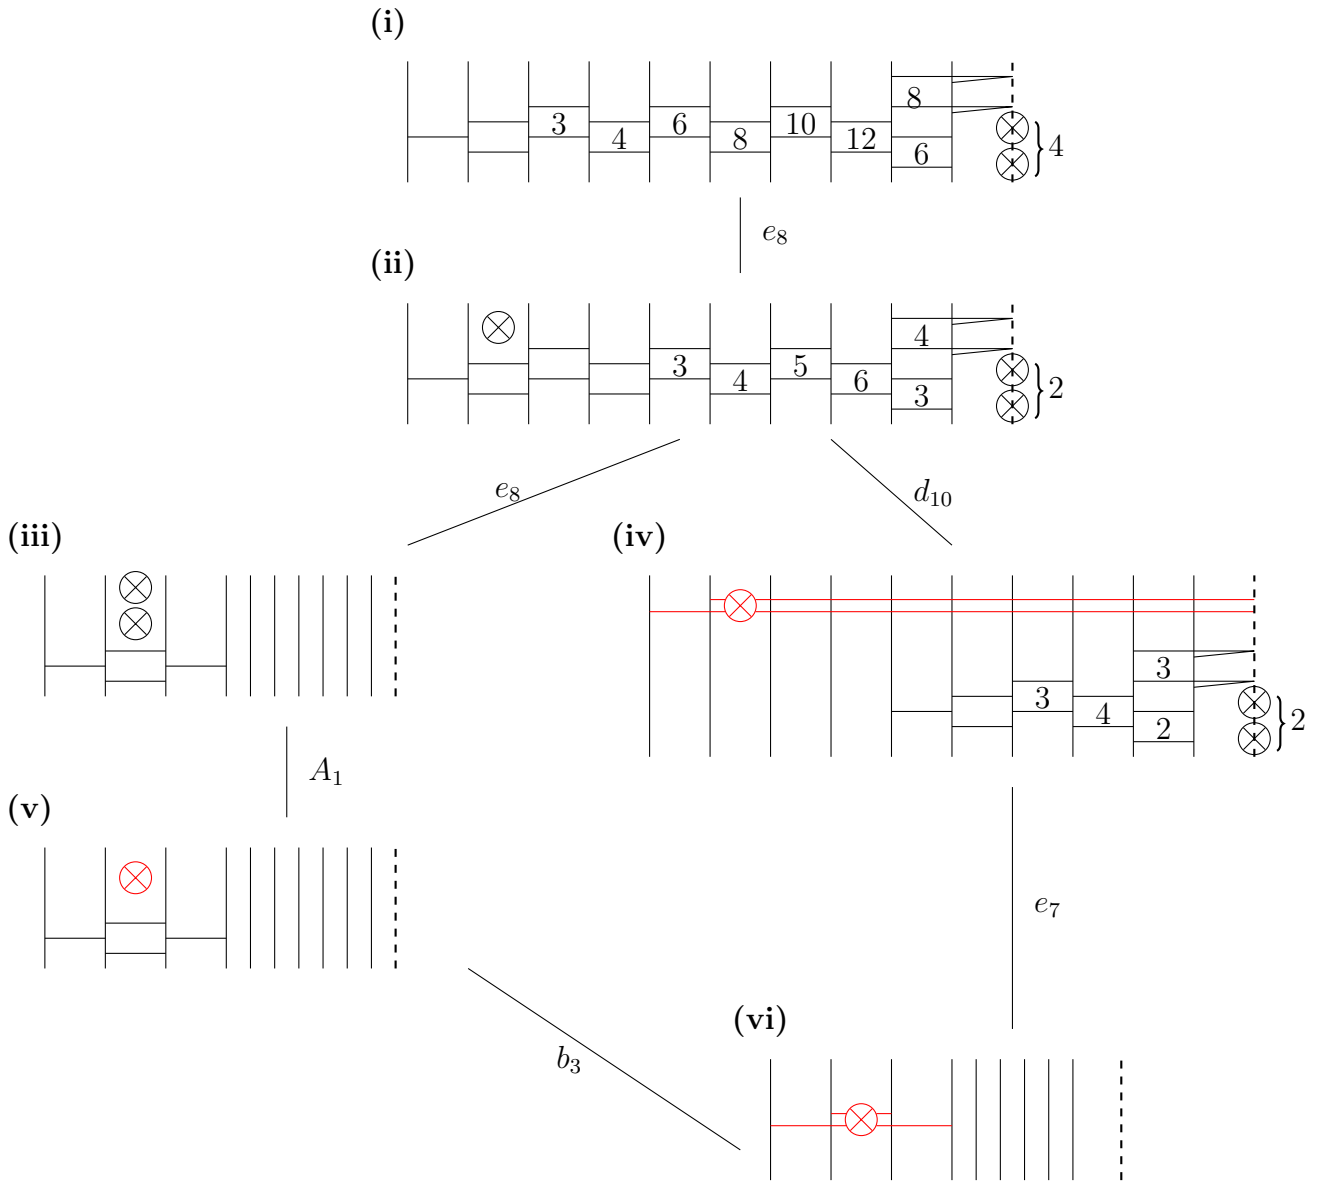 (i)
8
3 6 10
4 8 12 6
} 4
e₈
(ii)
4
3 5
4 6 3
} 2
e₈ d₁₀
(iii) (iv)
3
3 4 2
} 2
A₁
(v)
e₇
(vi)
b₃